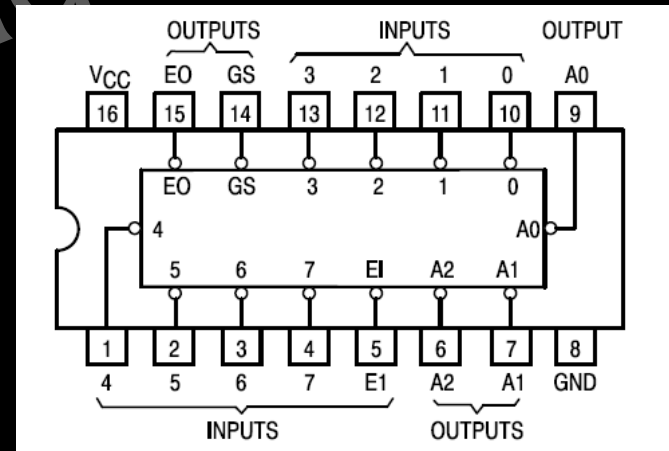 OUTPUTS INPUTS OUTPUT
VCC EO GS 3 2 1 0 A0
16 15 14 13 12 11 10 9
EO GS 3 2 1 0
4 A0
5 6 7 EI A2 A1
1 2 3 4 5 6 7 8
4 5 6 7 E1 A2 A1 GND
INPUTS OUTPUTS